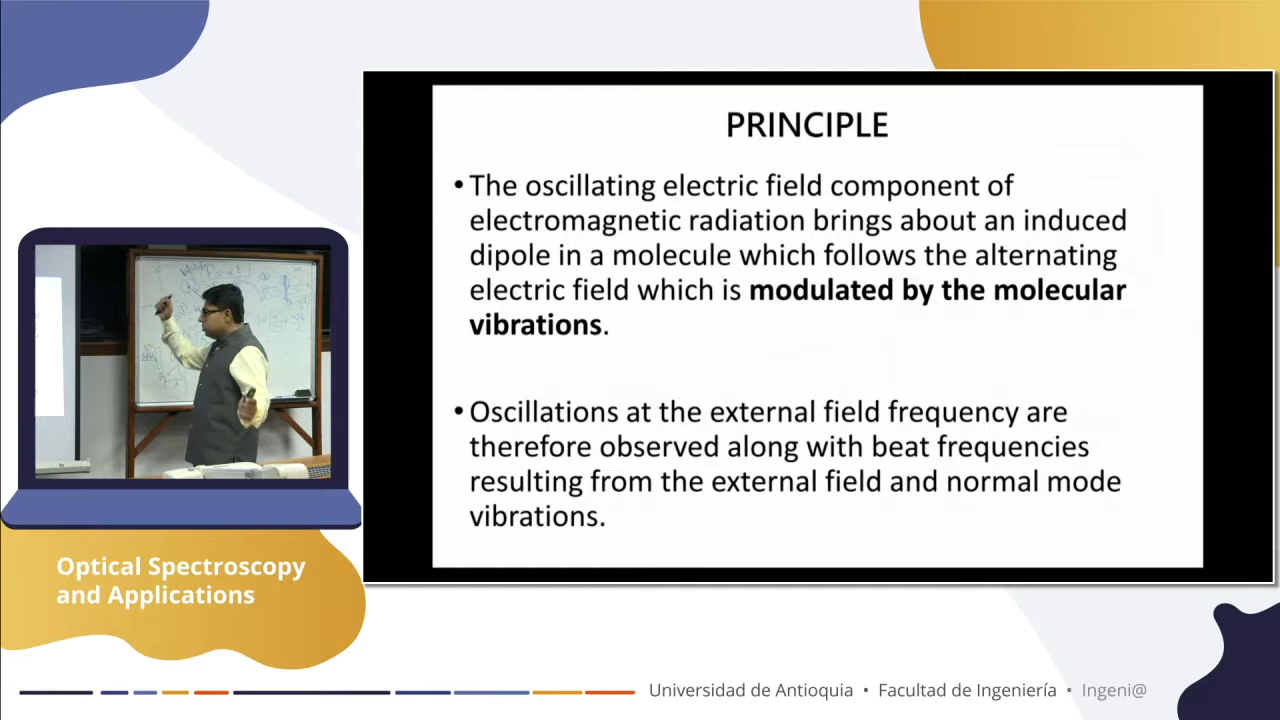 PRINCIPLE
• The oscillating electric field component of
electromagnetic radiation brings about an induced
dipole in a molecule which follows the alternating
electric field which is modulated by the molecular
vibrations.
• Oscillations at the external field frequency are
therefore observed along with beat frequencies
resulting from the external field and normal mode
vibrations.
Optical Spectroscopy
and Applications
Universidad de Antioquia • Facultad de Ingeniería • Ingeni@